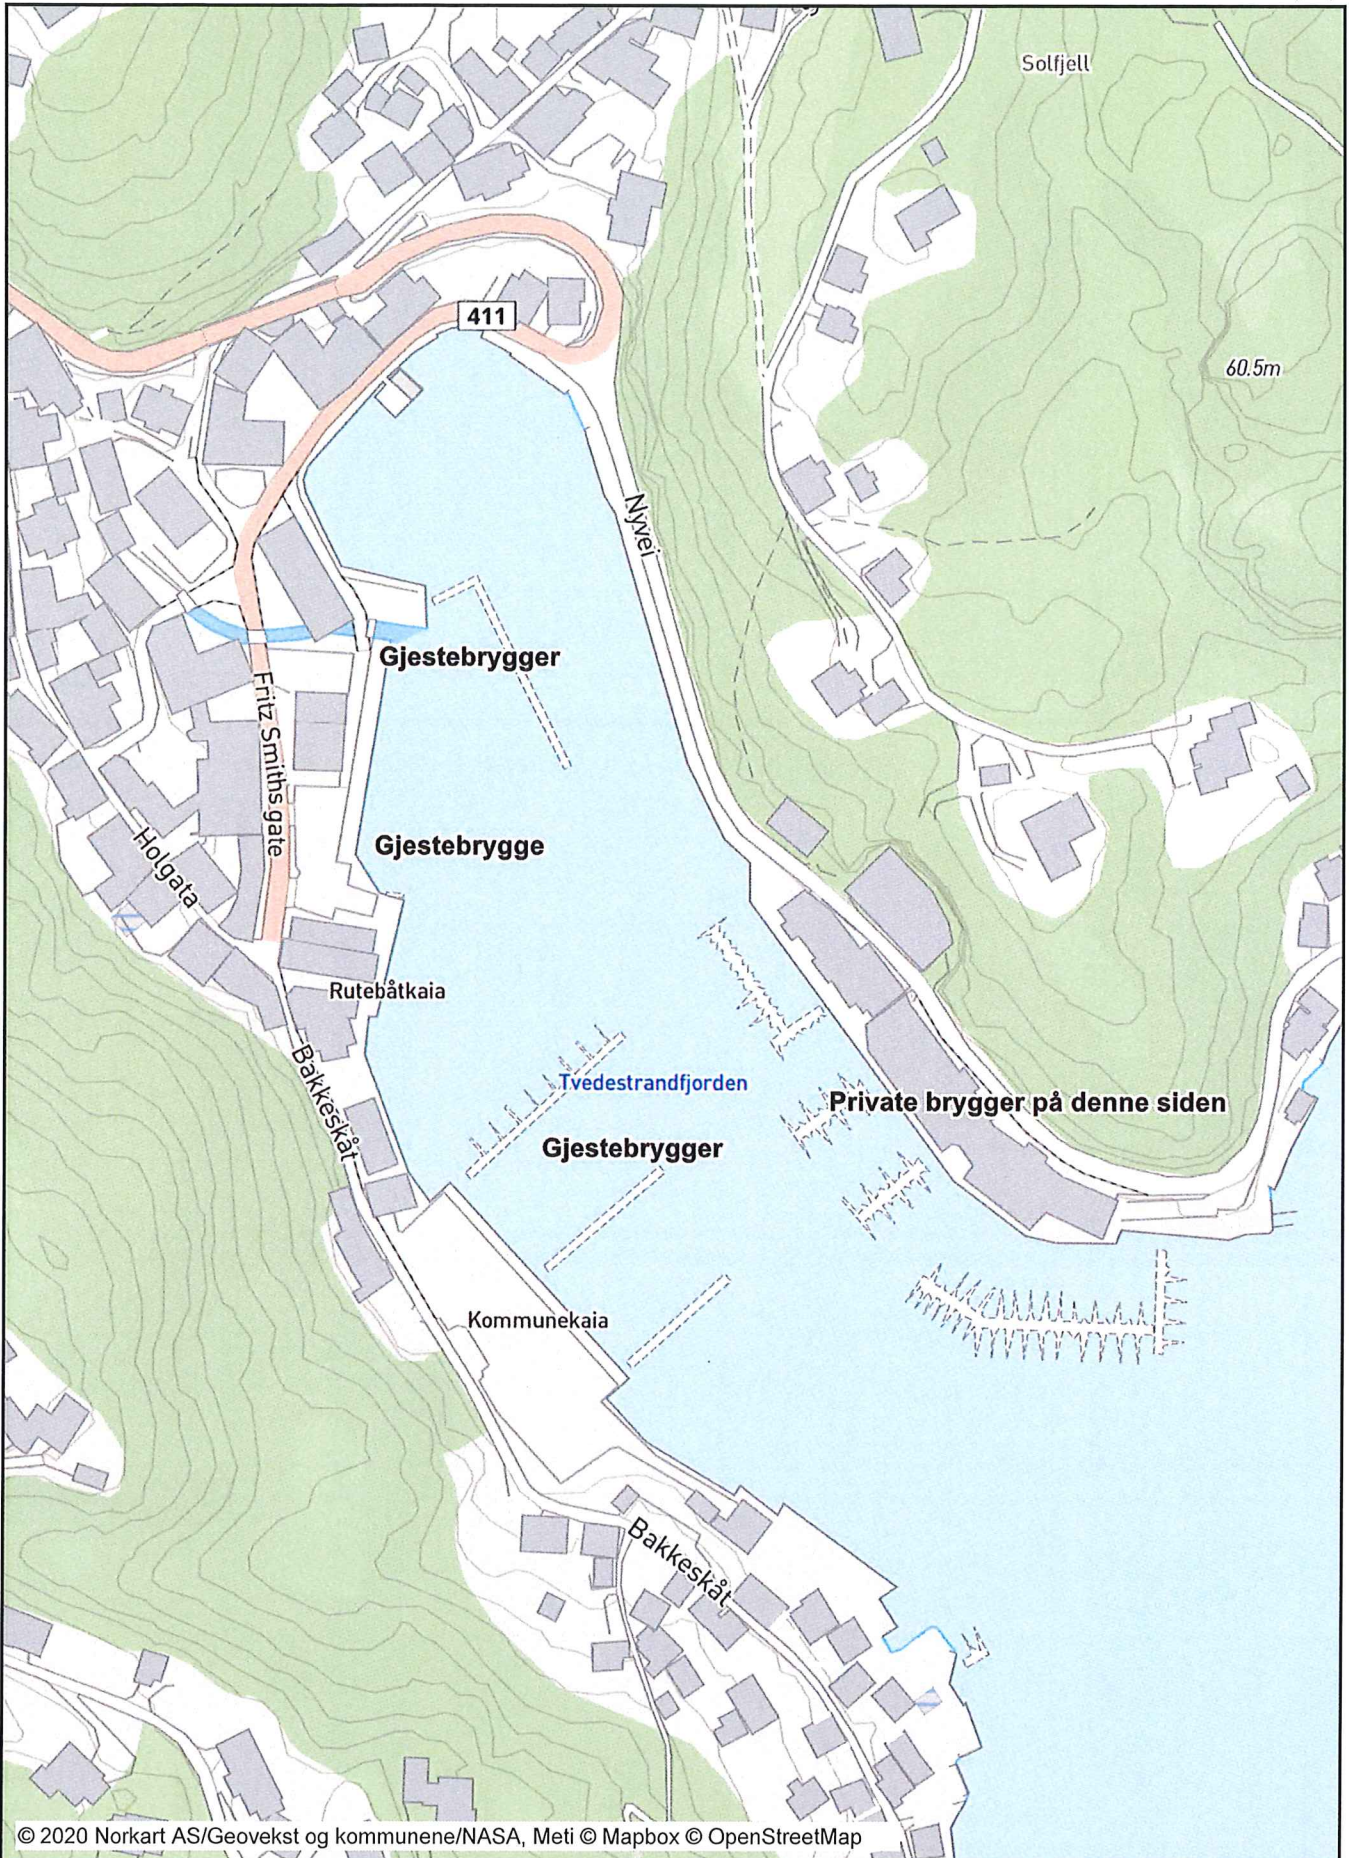 Solfjell
411
60.5m
Nyvei
Gjestebrygger
Fritz Smiths gate
Gjestebrygge
Holgata
Rutebåtkaia
Bakkeskåt
Tvedestrandfjorden
Private brygger på denne siden
Gjestebrygger
Kommunekaia
Bakkeskåt
© 2020 Norkart AS/Geovekst og kommunene/NASA, Meti © Mapbox © OpenStreetMap